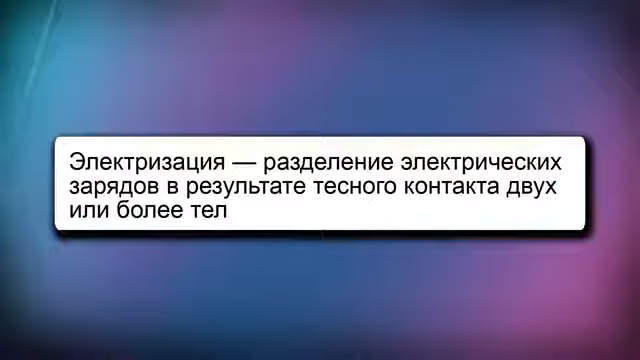 Электризация — разделение электрических
зарядов в результате тесного контакта двух
или более тел